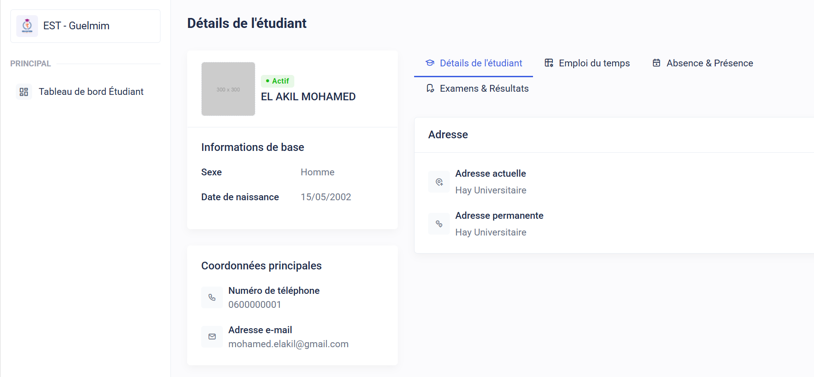 EST - Guelmim
PRINCIPAL
Tableau de bord Étudiant
Détails de l'étudiant
Actif
EL AKIL MOHAMED
Informations de base
Sexe Homme
Date de naissance 15/05/2002
Coordonnées principales
Numéro de téléphone
0600000001
Adresse e-mail
mohamed.elakil@gmail.com
Détails de l'étudiant Emploi du temps Absence & Présence
Examens & Résultats
Adresse
Adresse actuelle
Hay Universitaire
Adresse permanente
Hay Universitaire